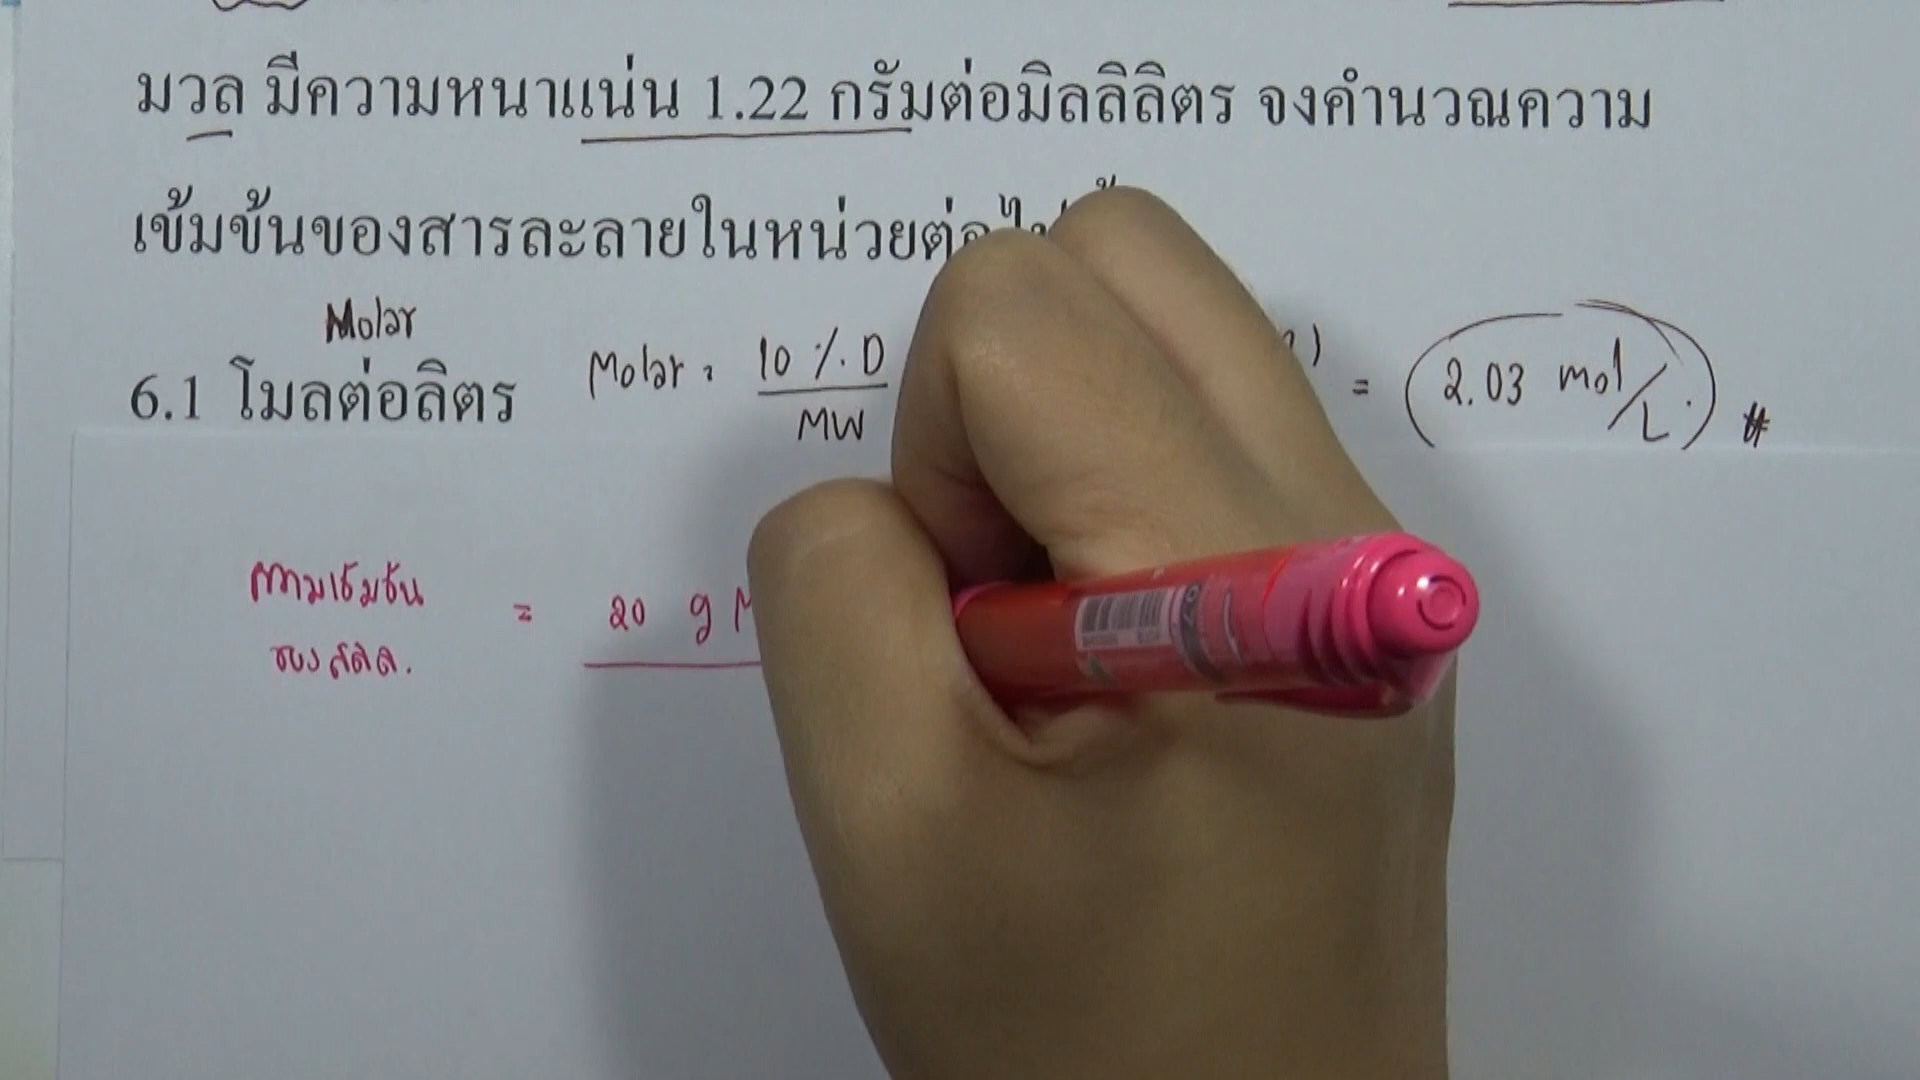 มวล มีความหนาแน่น 1.22 กรัมต่อมิลลิลิตร จงคำนวณความ
เข้มข้นของสารละลายในหน่วยต่อไป
Molar
6.1 โมลต่อลิตร Molar = 10 % D / MW = 2.03 mol/L. #
ความเข้มข้น = 20 g
ของ